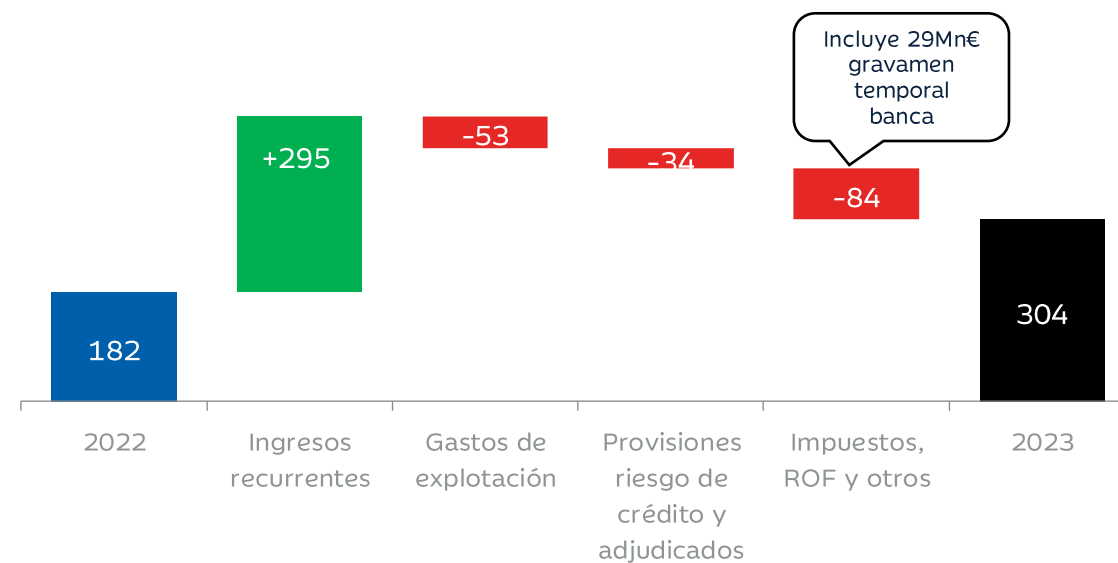 Incluye 29Mn€
gravamen
temporal
banca
+295
-53
-34
-84
182
304
2022
Ingresos
recurrentes
Gastos de
explotación
Provisiones
riesgo de
crédito y
adjudicados
Impuestos,
ROF y otros
2023